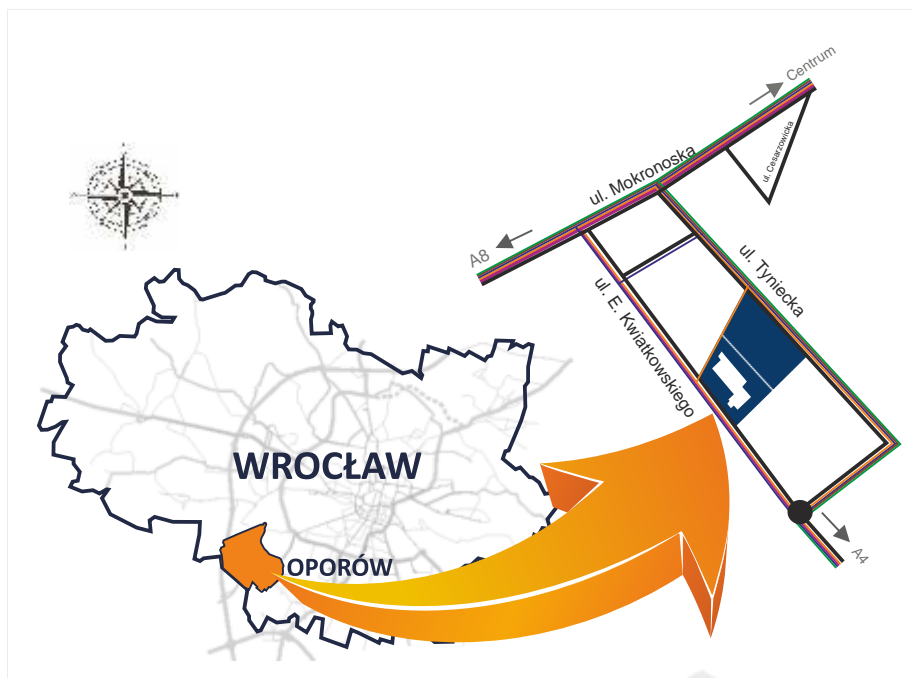 Centrum
ul. Cesarzowicka
ul. Mokronoska
A8
ul. Tyniecka
ul. E. Kwiatkowskiego
WROCŁAW
OPORÓW
A4